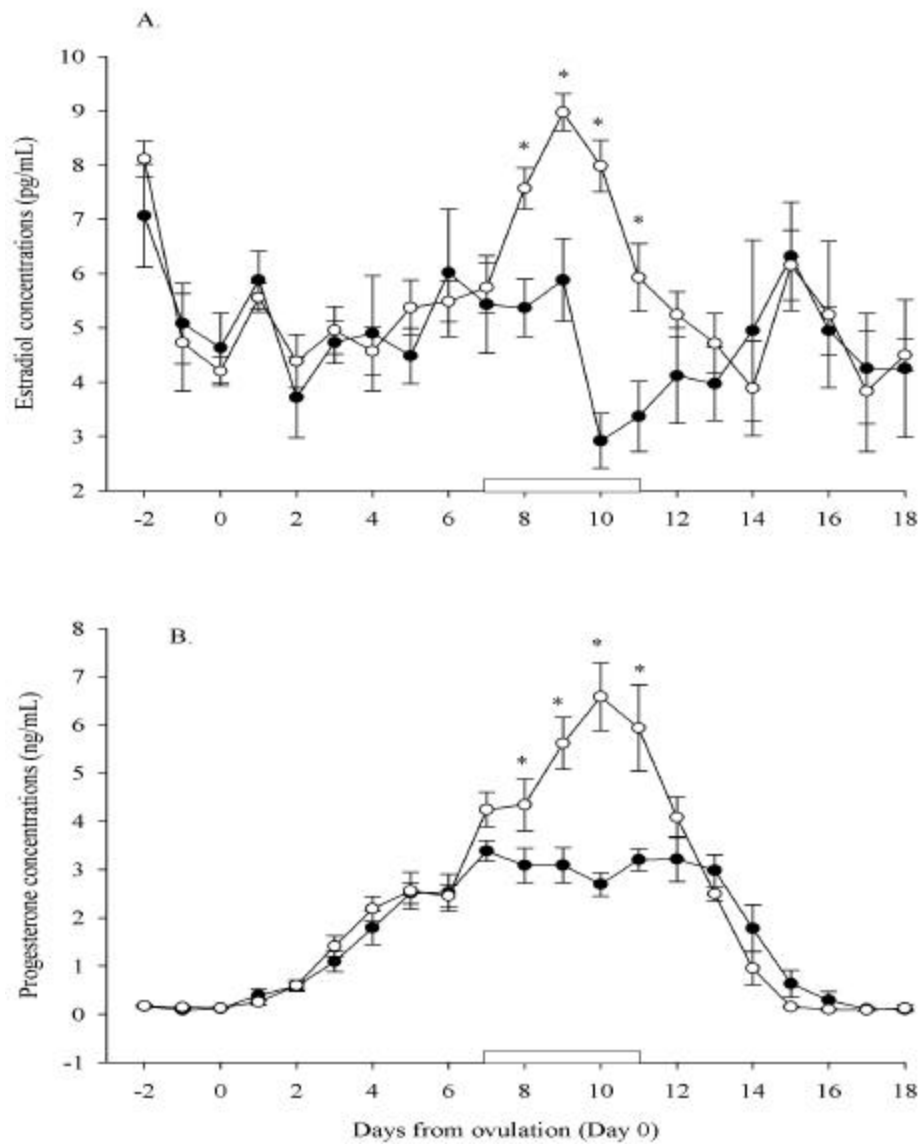 A.
10
9
8
7
6
5
4
3
2
Estradiol concentrations (pg/mL)
* * * *
-2 0 2 4 6 8 10 12 14 16 18
B.
8
7
6
5
4
3
2
1
0
-1
Progesterone concentrations (ng/mL)
* * * *
-2 0 2 4 6 8 10 12 14 16 18
Days from ovulation (Day 0)